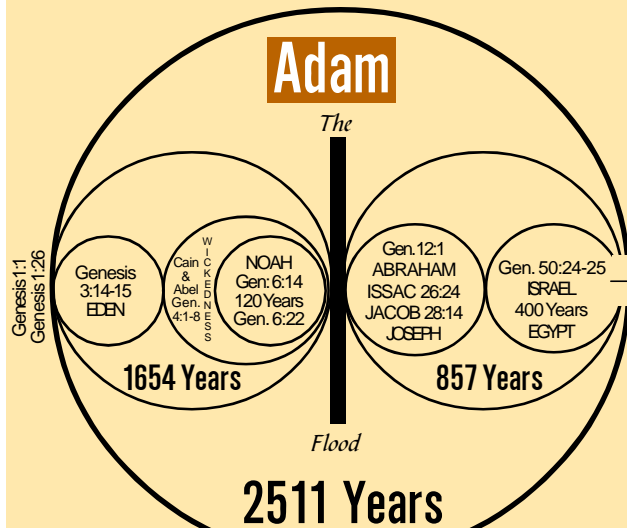 Adam
The
Genesis 1:1
Genesis 1:26
Genesis
3:14-15
EDEN
Cain
&
Abel
Gen.
4:1-8
WICKEDNESS
NOAH
Gen: 6:14
120 Years
Gen. 6:22
Gen.12:1
ABRAHAM
ISSAC 26:24
JACOB 28:14
JOSEPH
Gen. 50:24-25
ISRAEL
400 Years
EGYPT
1654 Years
857 Years
Flood
2511 Years